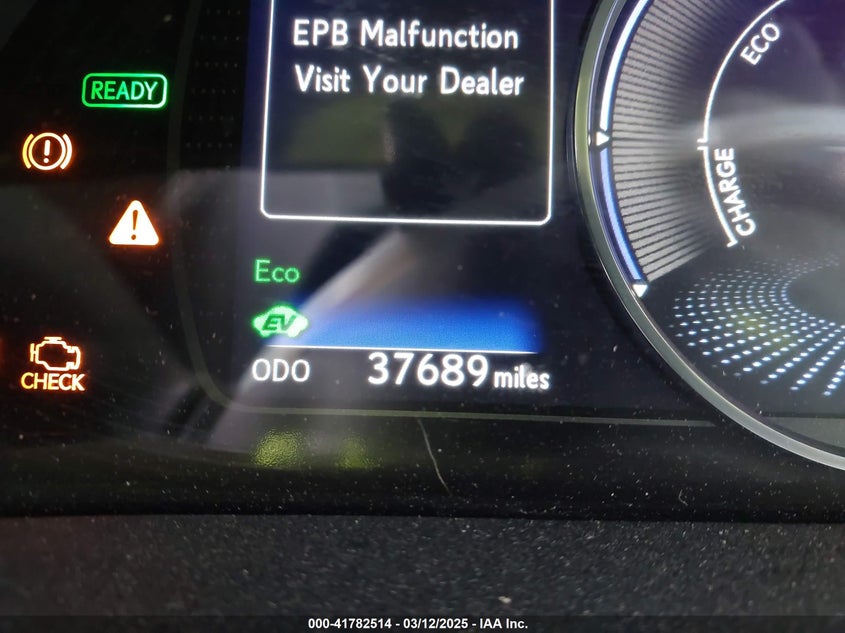 EPB Malfunction
Visit Your Dealer
READY
ECO
CHARGE
Eco
EV
CHECK
ODO 37689 miles
000-41782514 - 03/12/2025 - IAA Inc.